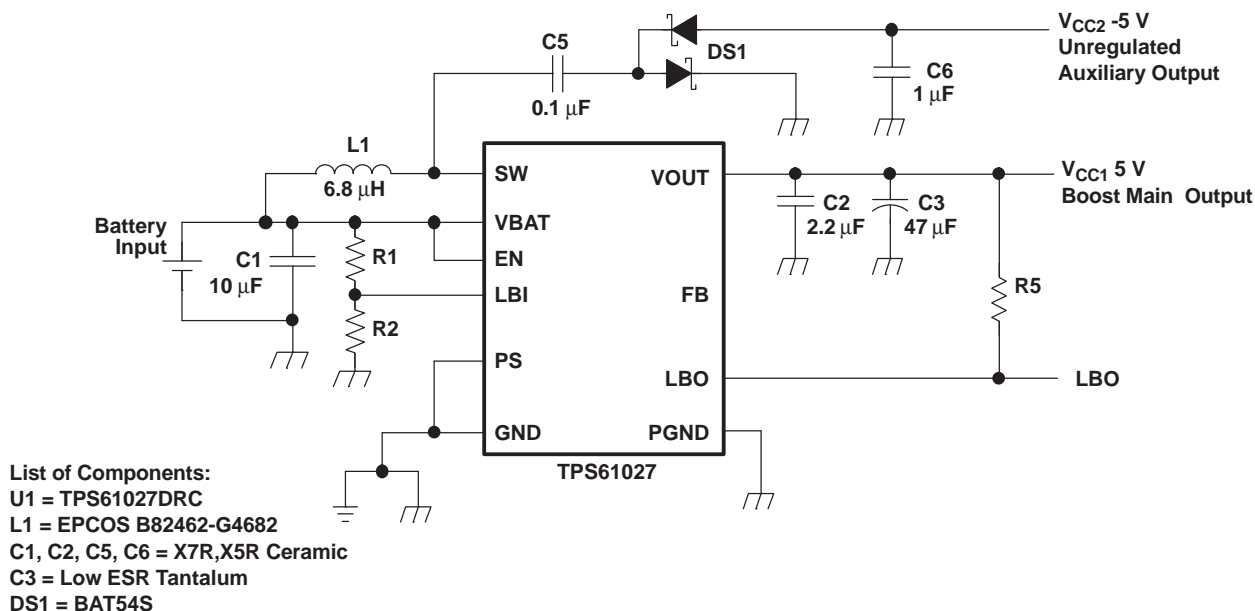 C5
0.1 µF
DS1
C6
1 µF
VCC2 -5 V
Unregulated
Auxiliary Output
L1
6.8 µH
SW
VOUT
VCC1 5 V
Boost Main Output
Battery
Input
C1
10 µF
R1
R2
VBAT
EN
LBI
PS
GND
FB
LBO
PGND
C2
2.2 µF
C3
47 µF
R5
LBO
TPS61027
List of Components:
U1 = TPS61027DRC
L1 = EPCOS B82462-G4682
C1, C2, C5, C6 = X7R,X5R Ceramic
C3 = Low ESR Tantalum
DS1 = BAT54S